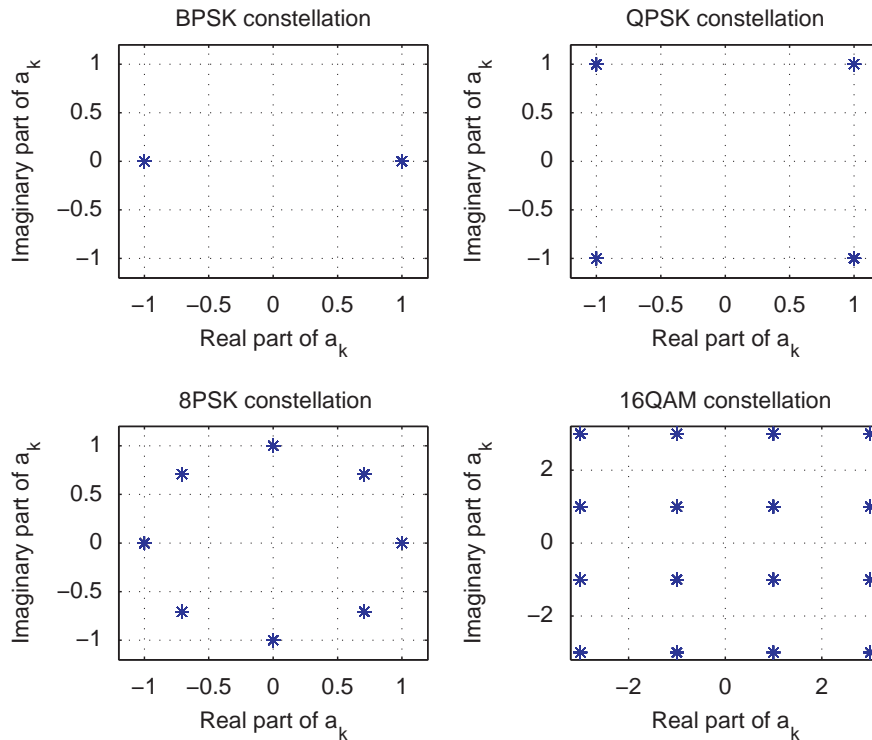 BPSK constellation
Imaginary part of a_k
1
0.5
0
−0.5
−1
−1 −0.5 0 0.5 1
Real part of a_k
QPSK constellation
Imaginary part of a_k
1
0.5
0
−0.5
−1
−1 −0.5 0 0.5 1
Real part of a_k
8PSK constellation
Imaginary part of a_k
1
0.5
0
−0.5
−1
−1 −0.5 0 0.5 1
Real part of a_k
16QAM constellation
Imaginary part of a_k
2
0
−2
−2 0 2
Real part of a_k